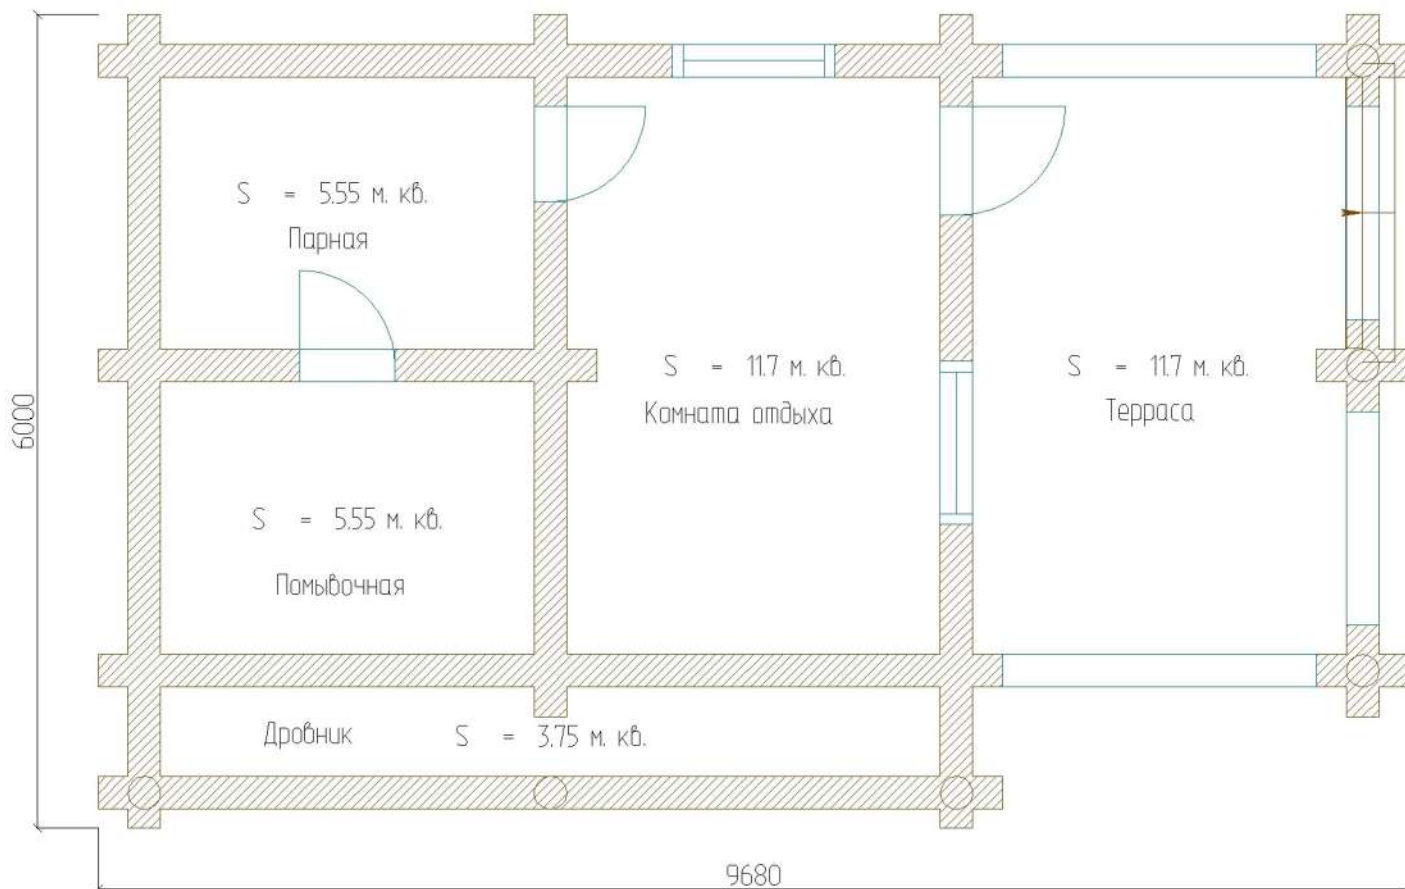 S = 5.55 м. кв.
Парная
S = 11.7 м. кв.
Комната отдыха
S = 11.7 м. кв.
Терраса
6000
S = 5.55 м. кв.
Помывочная
Дровник S = 3.75 м. кв.
9680